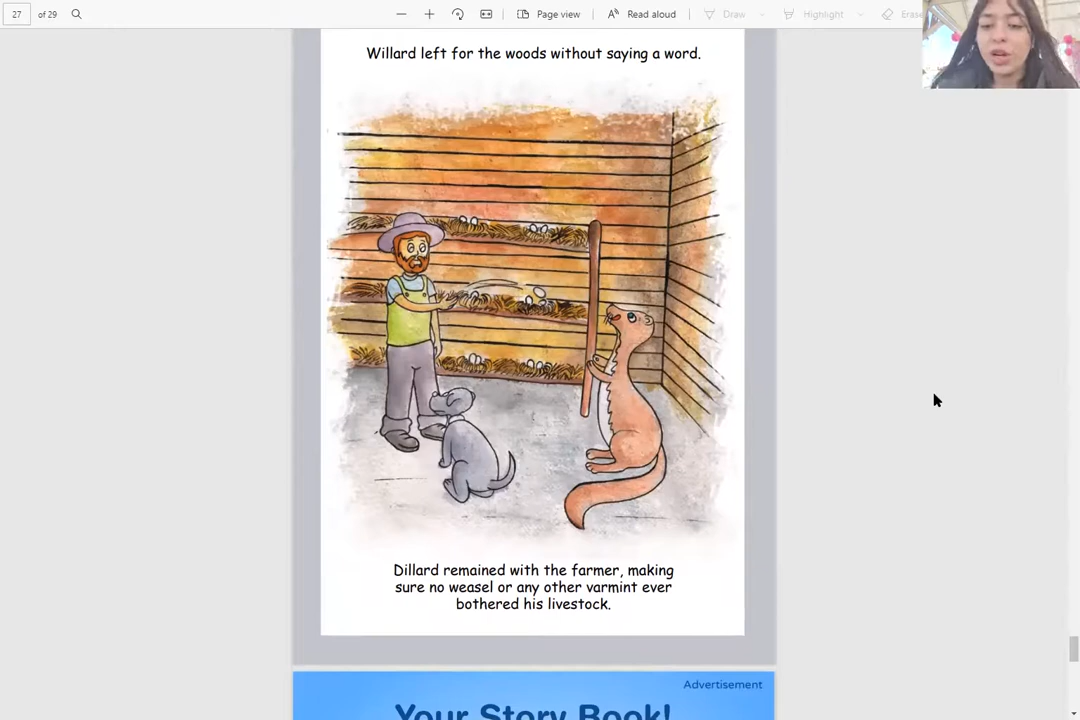 27 of 29 Page view Read aloud Draw Highlight Erase
Willard left for the woods without saying a word.
Dillard remained with the farmer, making
sure no weasel or any other varmint ever
bothered his livestock.
Advertisement
Your Story Book!